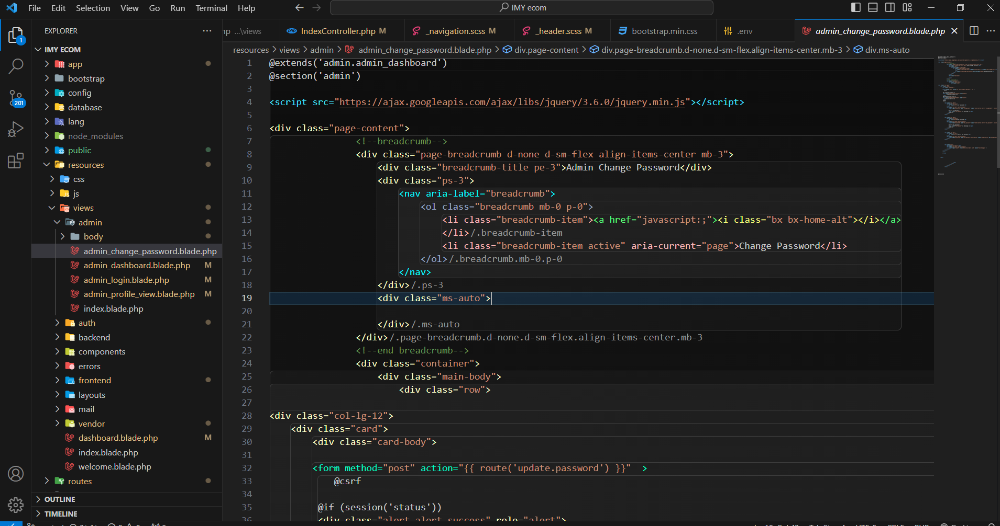 File Edit Selection View Go Run Terminal Help
IMY ecom
EXPLORER
IMY ECOM
app
bootstrap
config
database
lang
node_modules
public
resources
css
js
views
admin
body
admin_change_password.blade.php
admin_dashboard.blade.php M
admin_login.blade.php M
admin_profile_view.blade.php M
index.blade.php
auth
backend
components
errors
frontend
layouts
mail
vendor
dashboard.blade.php M
index.blade.php
welcome.blade.php
routes
OUTLINE
TIMELINE
1
201
...\views
php IndexController.php M
_navigation.scss M
_header.scss M
bootstrap.min.css
.env
admin_change_password.blade.php
resources > views > admin > admin_change_password.blade.php > div.page-content > div.page-breadcrumb.d-none.d-sm-flex.align-items-center.mb-3 > div.ms-auto
1 @extends('admin.admin_dashboard')
2 @section('admin')
3
4 <script src="https://ajax.googleapis.com/ajax/libs/jquery/3.6.0/jquery.min.js"></script>
5
6 <div class="page-content">
7 <!--breadcrumb-->
8 <div class="page-breadcrumb d-none d-sm-flex align-items-center mb-3">
9 <div class="breadcrumb-title pe-3">Admin Change Password</div>
10 <div class="ps-3">
11 <nav aria-label="breadcrumb">
12 <ol class="breadcrumb mb-0 p-0">
13 <li class="breadcrumb-item"><a href="javascript:;"><i class="bx bx-home-alt"></i></a>
14 </li>/.breadcrumb-item
15 <li class="breadcrumb-item active" aria-current="page">Change Password</li>
16 </ol>/.breadcrumb.mb-0.p-0
17 </nav>
18 </div>/.ps-3
19 <div class="ms-auto">
20
21 </div>/.ms-auto
22 </div>/.page-breadcrumb.d-none.d-sm-flex.align-items-center.mb-3
23 <!--end breadcrumb-->
24 <div class="container">
25 <div class="main-body">
26 <div class="row">
27
28 <div class="col-lg-12">
29 <div class="card">
30 <div class="card-body">
31
32 <form method="post" action="{{ route('update.password') }}" >
33 @csrf
34
35 @if (session('status'))
36 <div class="alert alert-success" role="alert">